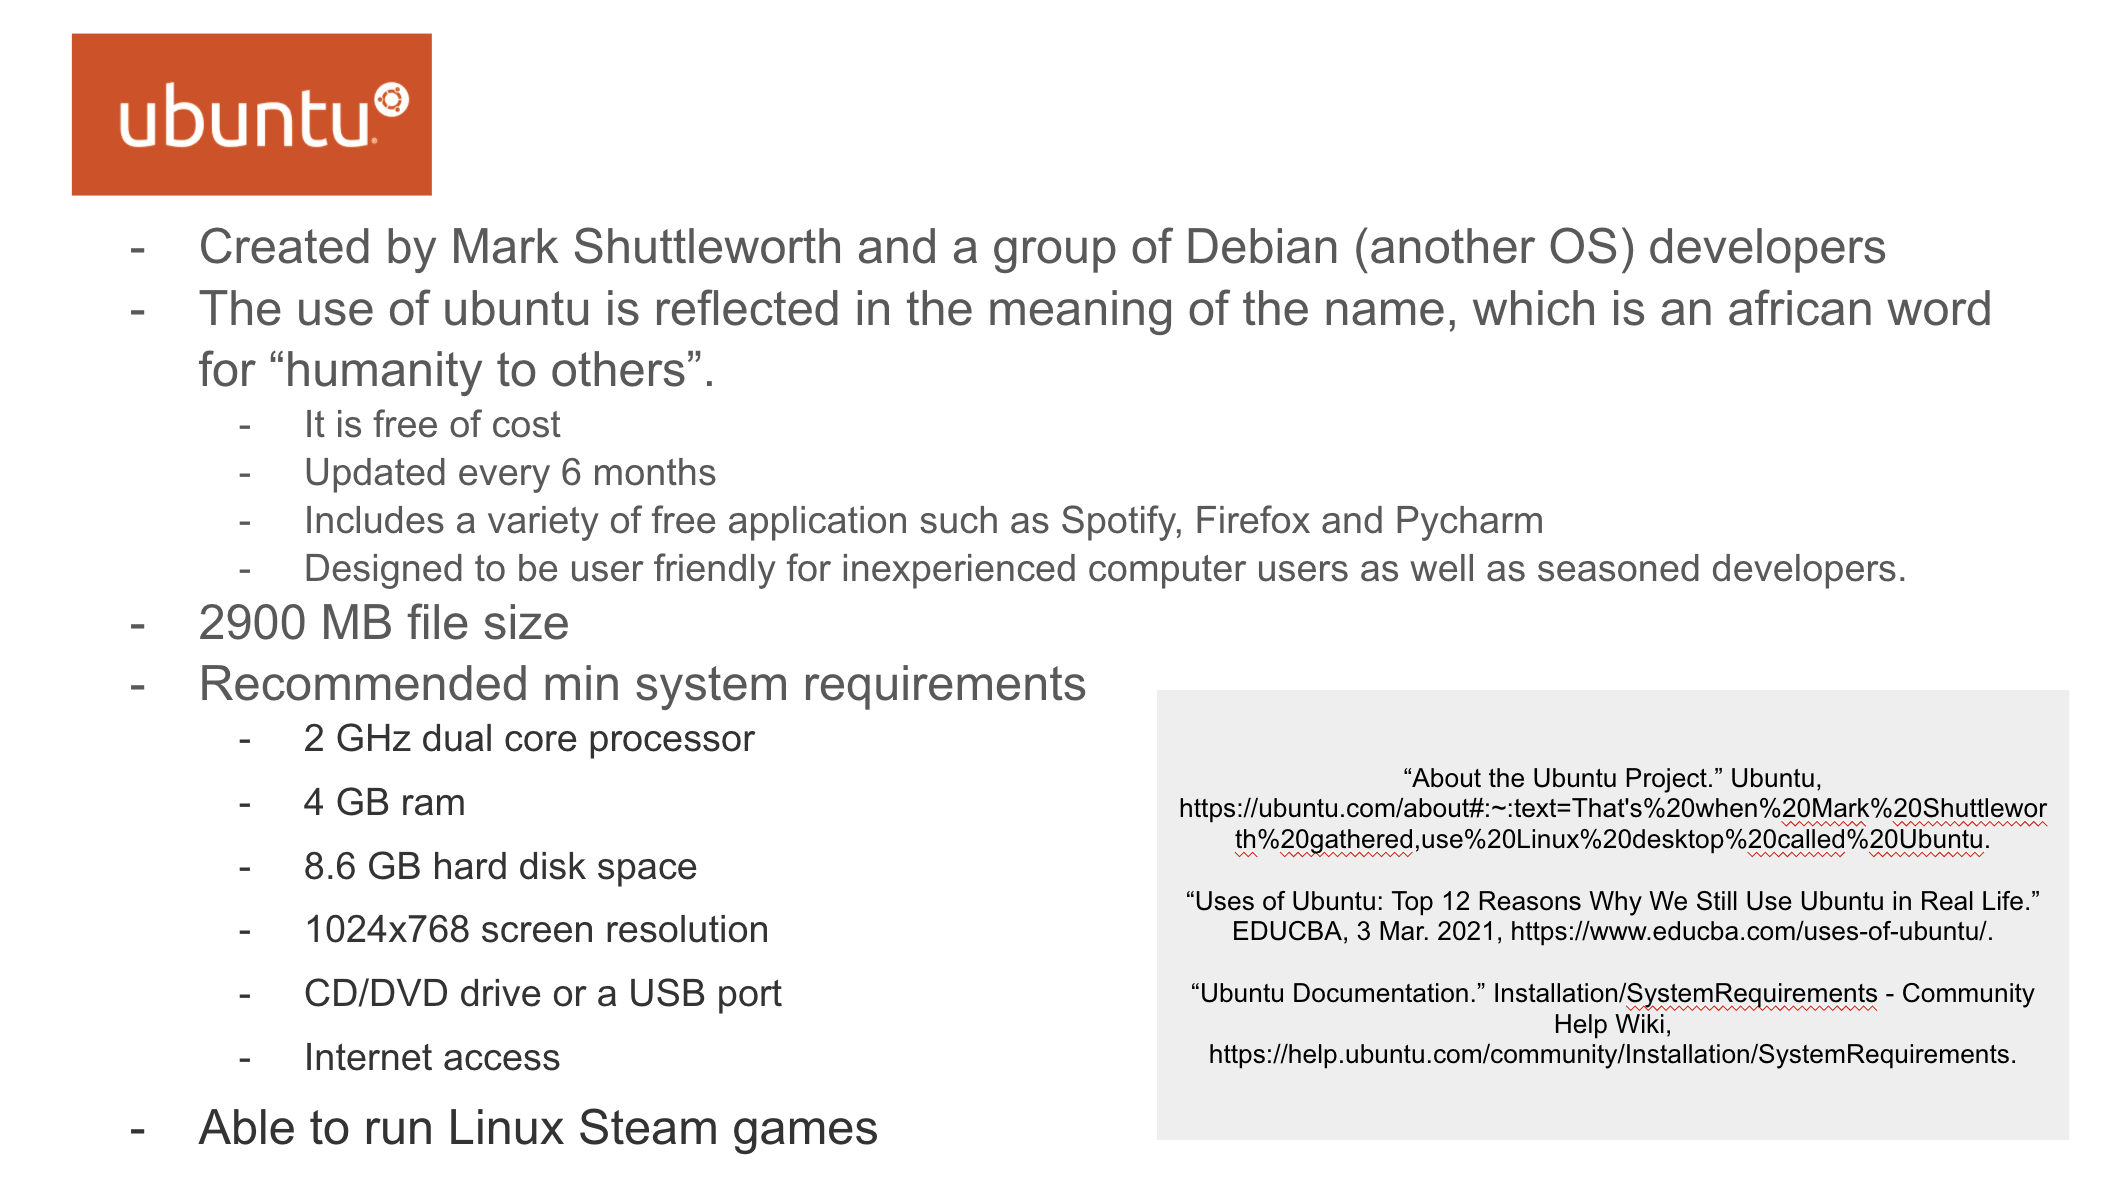 ubuntu
- Created by Mark Shuttleworth and a group of Debian (another OS) developers
- The use of ubuntu is reflected in the meaning of the name, which is an african word
for “humanity to others”.
- It is free of cost
- Updated every 6 months
- Includes a variety of free application such as Spotify, Firefox and Pycharm
- Designed to be user friendly for inexperienced computer users as well as seasoned developers.
- 2900 MB file size
- Recommended min system requirements
- 2 GHz dual core processor
- 4 GB ram
- 8.6 GB hard disk space
- 1024x768 screen resolution
- CD/DVD drive or a USB port
- Internet access
- Able to run Linux Steam games
“About the Ubuntu Project.” Ubuntu,
https://ubuntu.com/about#:~:text=That's%20when%20Mark%20Shuttlewor
th%20gathered,use%20Linux%20desktop%20called%20Ubuntu.
“Uses of Ubuntu: Top 12 Reasons Why We Still Use Ubuntu in Real Life.”
EDUCBA, 3 Mar. 2021, https://www.educba.com/uses-of-ubuntu/.
“Ubuntu Documentation.” Installation/SystemRequirements - Community
Help Wiki,
https://help.ubuntu.com/community/Installation/SystemRequirements.